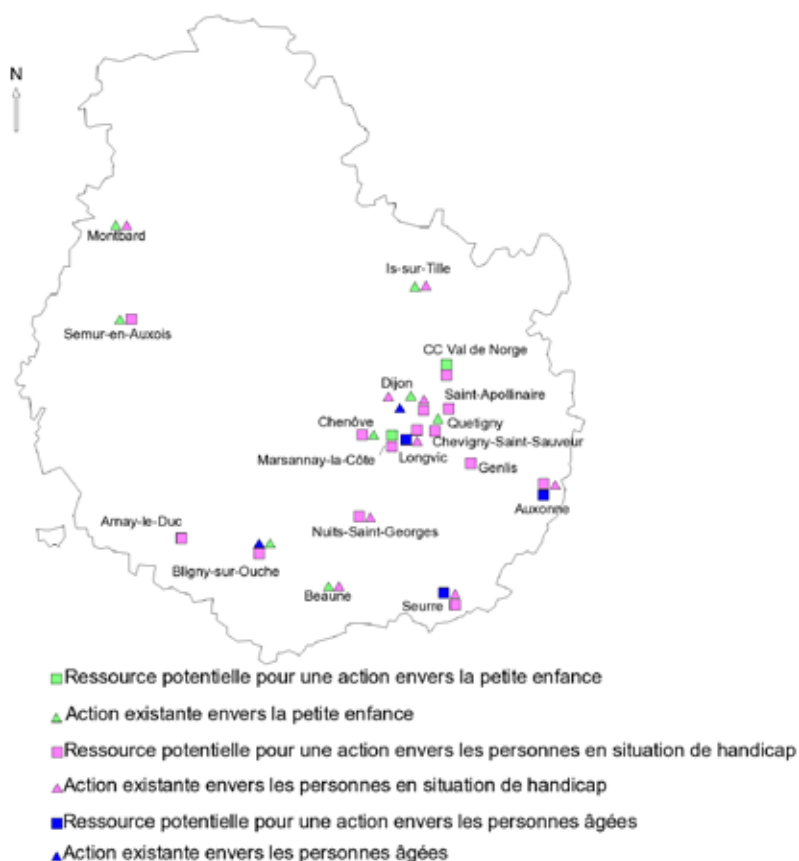 N
Montbard
Is-sur-Tille
Semur-en-Auxois
CC Val de Norge
Dijon
Saint-Apollinaire
Chenôve
Quetigny
Chevigny-Saint-Sauveur
Marsannay-la-Côte
Longvic
Genlis
Auxonne
Arnay-le-Duc
Nuits-Saint-Georges
Bligny-sur-Ouche
Beaune
Seurre
Ressource potentielle pour une action envers la petite enfance
Action existante envers la petite enfance
Ressource potentielle pour une action envers les personnes en situation de handicap
Action existante envers les personnes en situation de handicap
Ressource potentielle pour une action envers les personnes âgées
Action existante envers les personnes âgées